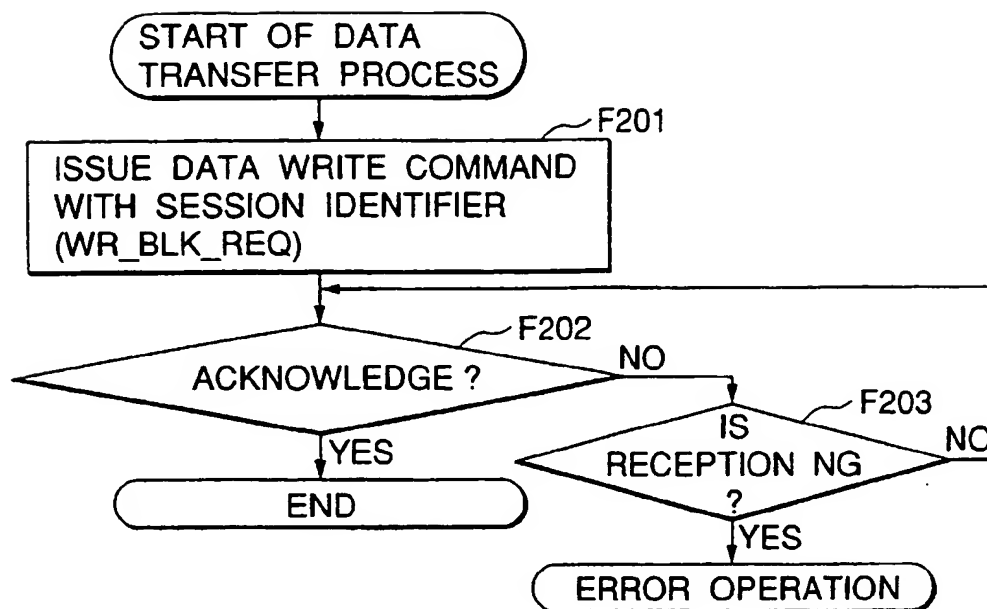 START OF DATA
TRANSFER PROCESS
F201
ISSUE DATA WRITE COMMAND
WITH SESSION IDENTIFIER
(WR_BLK_REQ)
F202
ACKNOWLEDGE ?
NO
F203
IS
RECEPTION NG
?
NO
YES
END
YES
ERROR OPERATION